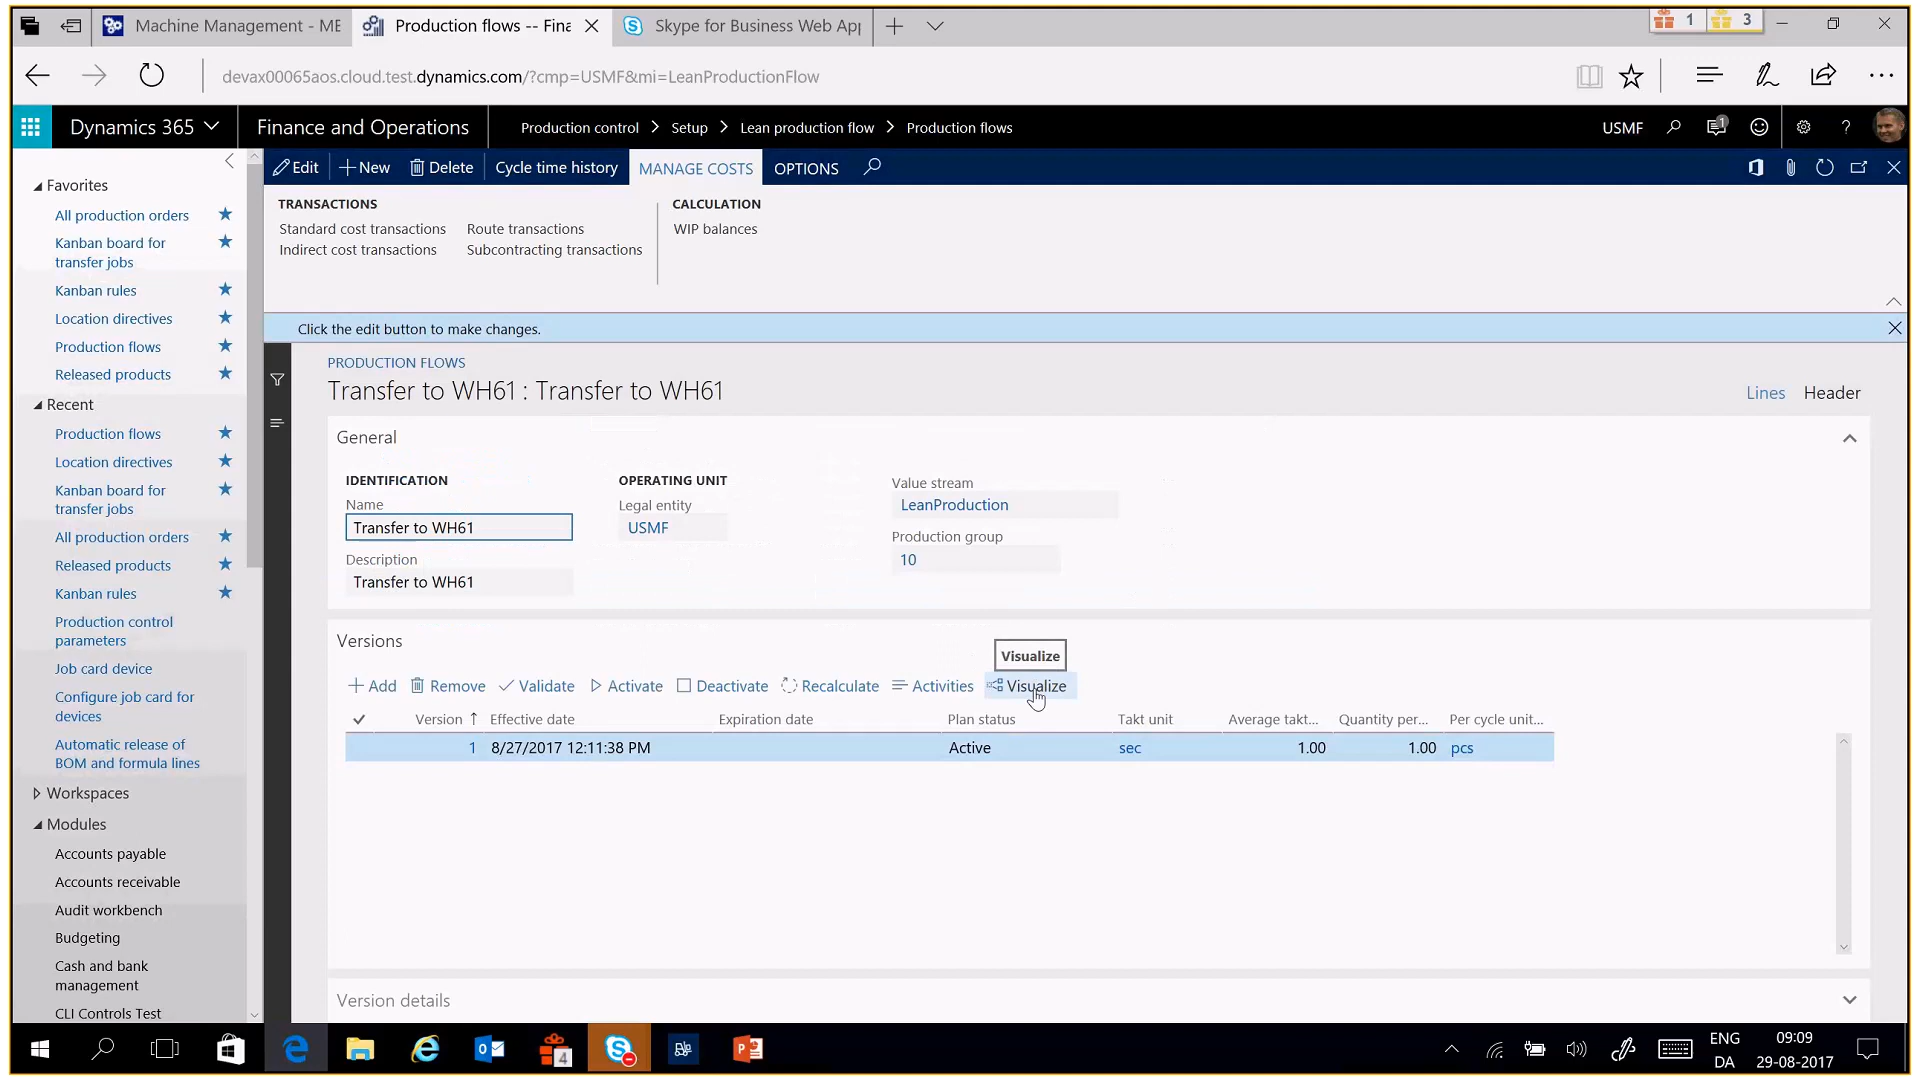 Machine Management - ME
Production flows -- Fina
Skype for Business Web App
1
3
devax00065aos.cloud.test.dynamics.com/?cmp=USMF&mi=LeanProductionFlow
Dynamics 365
Finance and Operations
Production control > Setup > Lean production flow > Production flows
USMF
1
?
Edit
New
Delete
Cycle time history
MANAGE COSTS
OPTIONS
TRANSACTIONS
Standard cost transactions
Indirect cost transactions
Route transactions
Subcontracting transactions
CALCULATION
WIP balances
Click the edit button to make changes.
Favorites
All production orders
Kanban board for
transfer jobs
Kanban rules
Location directives
Production flows
Released products
Recent
Production flows
Location directives
Kanban board for
transfer jobs
All production orders
Released products
Kanban rules
Production control
parameters
Job card device
Configure job card for
devices
Automatic release of
BOM and formula lines
Workspaces
Modules
Accounts payable
Accounts receivable
Audit workbench
Budgeting
Cash and bank
management
CLI Controls Test
PRODUCTION FLOWS
Transfer to WH61 : Transfer to WH61
Lines
Header
General
IDENTIFICATION
Name
Transfer to WH61
Description
Transfer to WH61
OPERATING UNIT
Legal entity
USMF
Value stream
LeanProduction
Production group
10
Versions
Visualize
Add
Remove
Validate
Activate
Deactivate
Recalculate
Activities
Visualize
Version
Effective date
Expiration date
Plan status
Takt unit
Average takt...
Quantity per...
Per cycle unit...
1
8/27/2017 12:11:38 PM
Active
sec
1.00
1.00
pcs
Version details
4
ENG
DA
09:09
29-08-2017